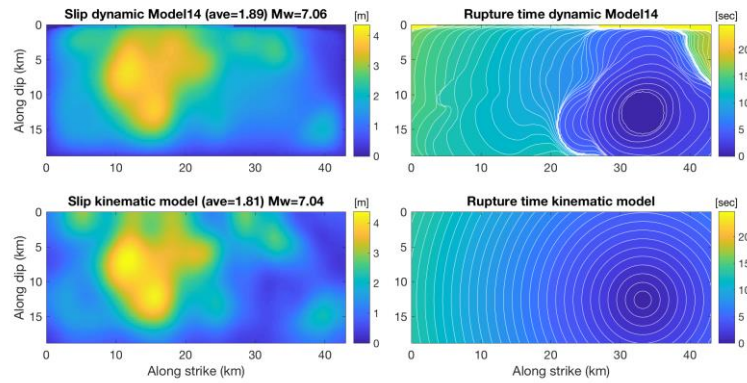 Slip dynamic Model14 (ave=1.89) Mw=7.06
[m]
Rupture time dynamic Model14
[sec]
Along dip (km)
0
5
10
15
0 10 20 30 40
4
3
2
1
0
0
5
10
15
0 10 20 30 40
20
15
10
5
0
Slip kinematic model (ave=1.81) Mw=7.04
[m]
Rupture time kinematic model
[sec]
Along dip (km)
0
5
10
15
0 10 20 30 40
Along strike (km)
4
3
2
1
0
0
5
10
15
0 10 20 30 40
Along strike (km)
20
15
10
5
0